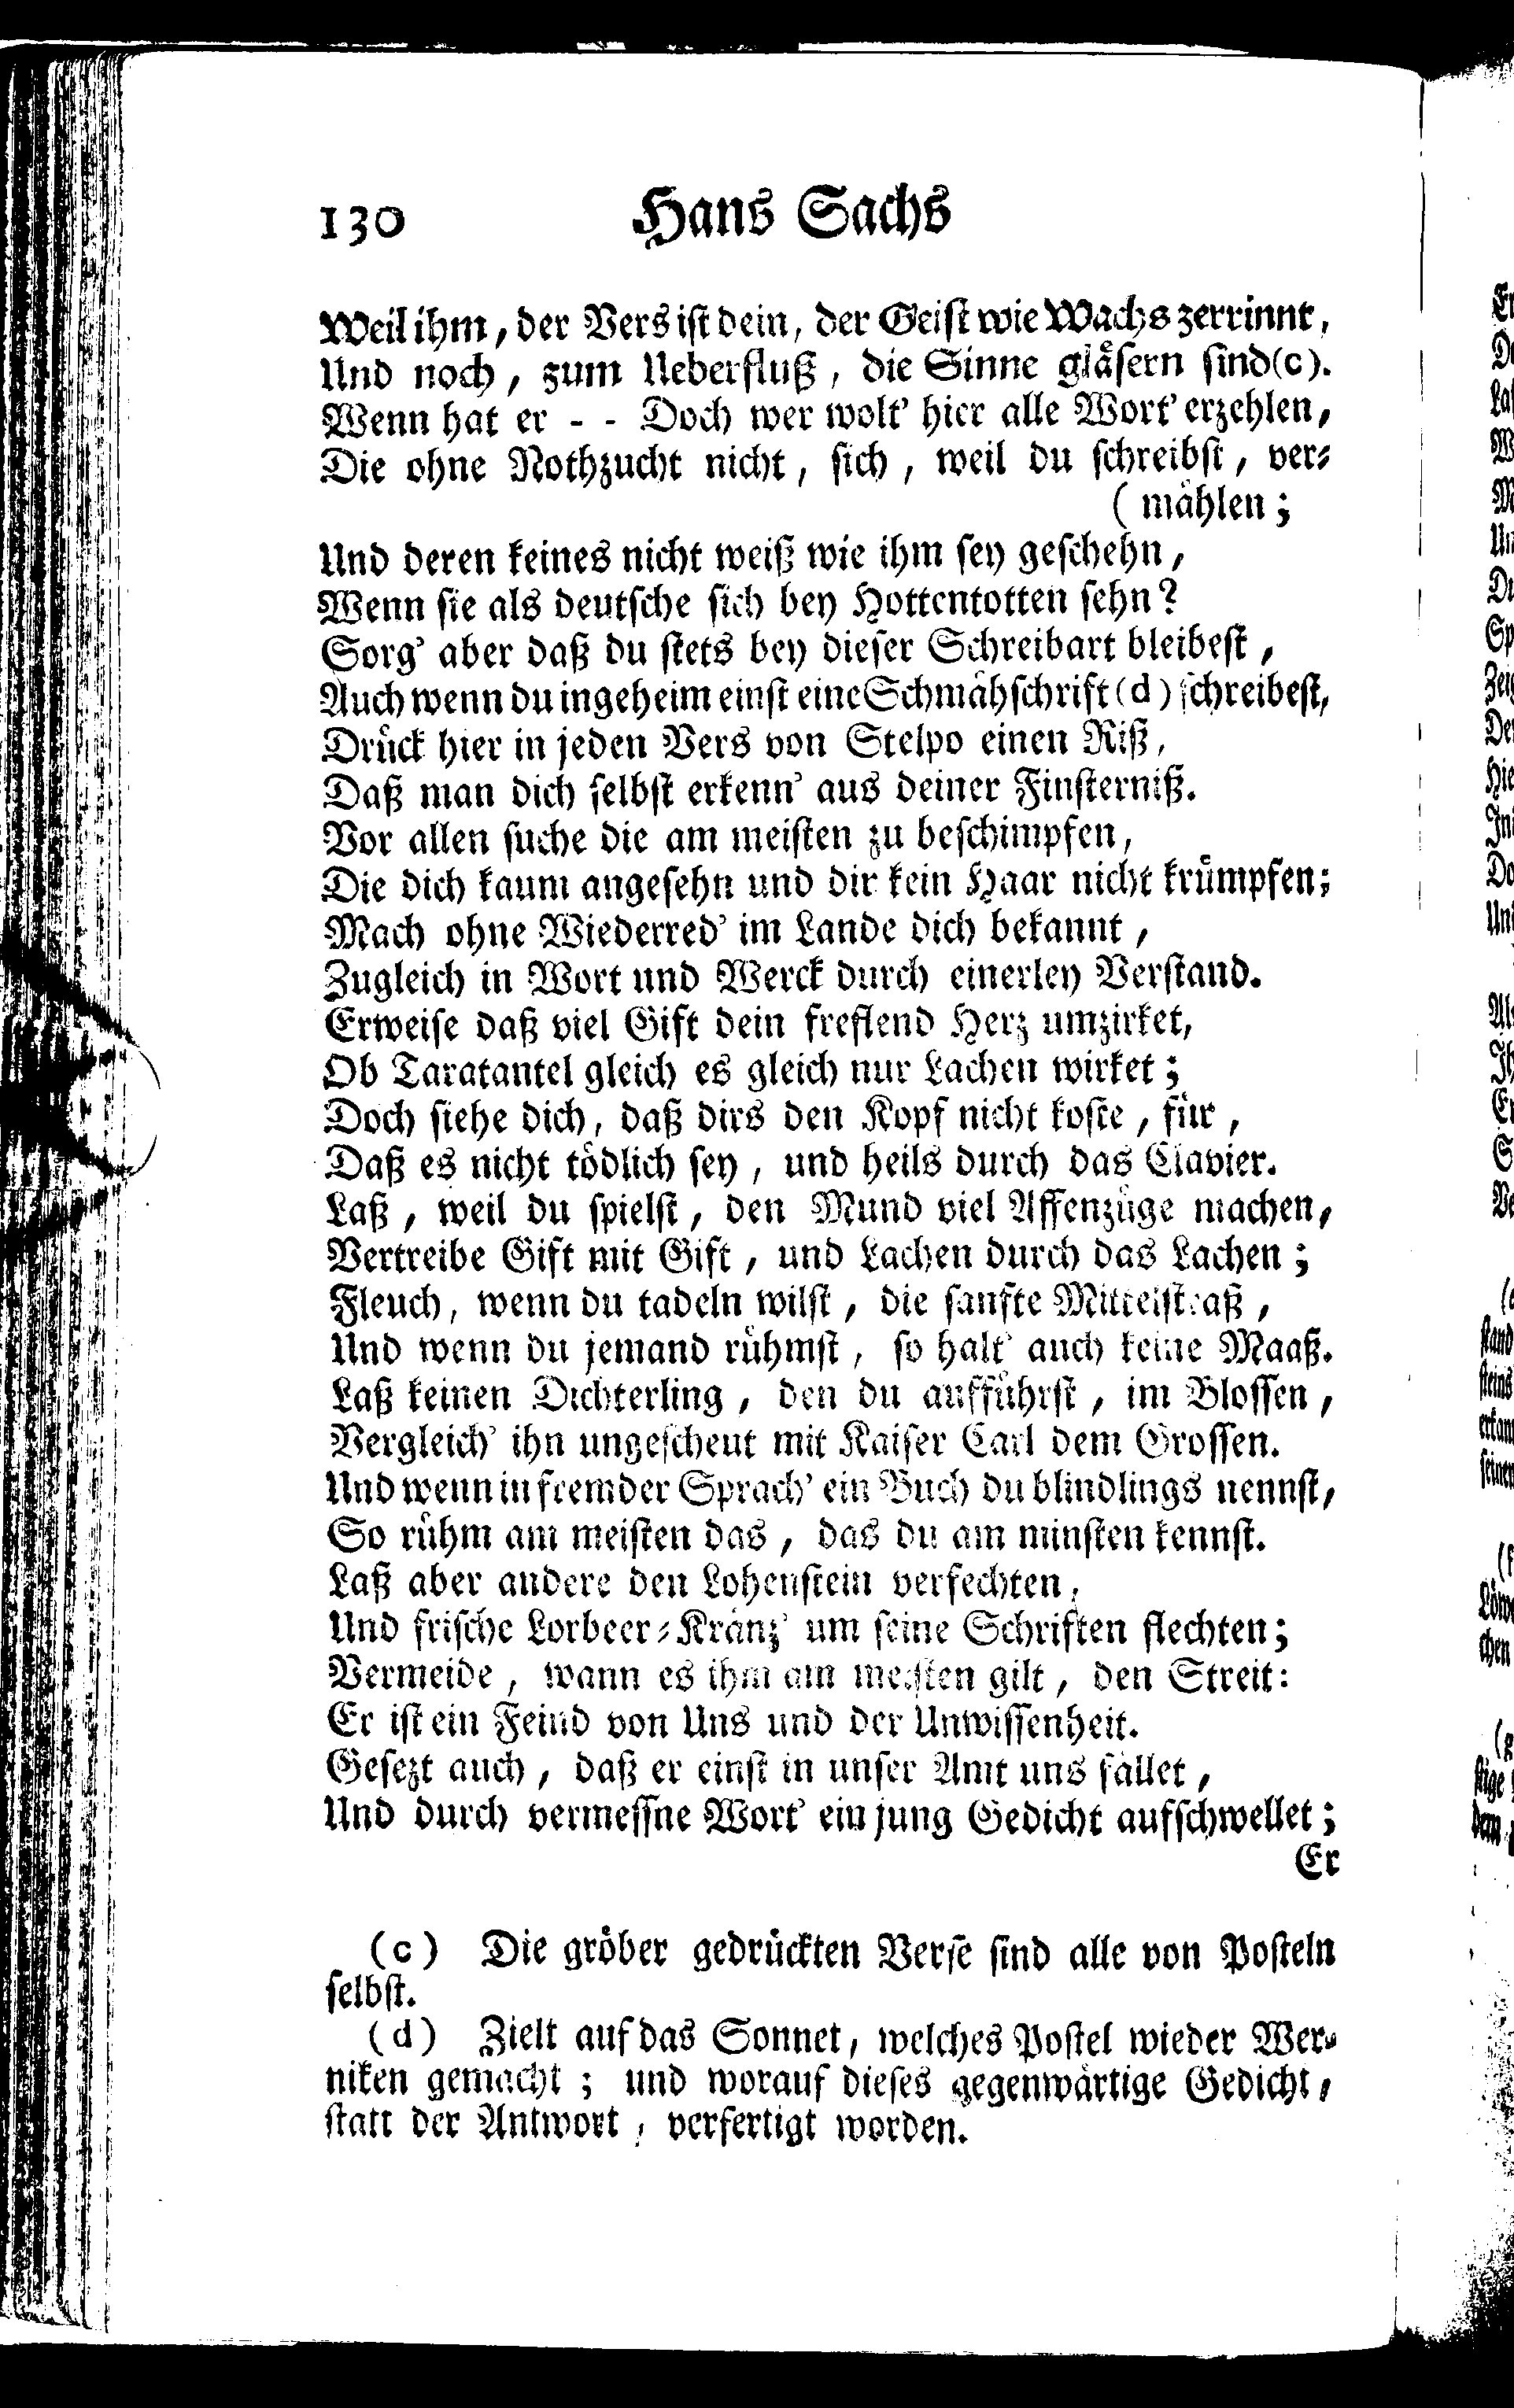 130 Hans Sachs
Weil ihm, der Vers ist dein, der Geist wie Wachs zerrinnt,
Und noch, zum Ueberfluß, die Sinne gläsern sind (c).
Wenn hat er - - Doch wer wolt' hier alle Wort' erzehlen,
Die ohne Nothzucht nicht, sich, weil du schreibst, ver-
(mählen;
Und deren keines nicht weiß wie ihm sey geschehn,
Wenn sie als deutsche sich bey Hottentotten sehn?
Sorg' aber daß du stets bey dieser Schreibart bleibest,
Auch wenn du ingeheim einst eine Schmähschrift (d) schreibest,
Drück hier in jeden Vers von Stelpo einen Riß,
Daß man dich selbst erkenn' aus deiner Finsterniß.
Vor allen suche die am meisten zu beschimpfen,
Die dich kaum angesehn und dir kein Haar nicht krümpfen;
Mach ohne Wiederred' im Lande dich bekannt,
Zugleich in Wort und Werck durch einerley Verstand.
Erweise daß viel Gift dein freflend Herz umzirket,
Ob Taratantel gleich es gleich nur Lachen wirket;
Doch siehe dich, daß dirs den Kopf nicht koste, für,
Daß es nicht tödlich sey, und heils durch das Clavier.
Laß, weil du spielst, den Mund viel Affenzüge machen,
Vertreibe Gift mit Gift, und Lachen durch das Lachen;
Fleuch, wenn du tadeln wilst, die sanfte Mittelstraß,
Und wenn du jemand rühmst, so halt' auch keine Maaß.
Laß keinen Dichterling, den du aufführst, im Blossen,
Vergleich' ihn ungescheut mit Kaiser Carl dem Grossen.
Und wenn in fremder Sprach' ein Buch du blindlings nennst,
So rühm am meisten das, das du am minsten kennst.
Laß aber andere den Lohenstein verfechten,
Und frische Lorbeer-Kränz' um seine Schriften flechten;
Vermeide, wann es ihm am meisten gilt, den Streit:
Er ist ein Feind von Uns und der Unwissenheit.
Gesezt auch, daß er einst in unser Amt uns fället,
Und durch vermeßne Wort' ein jung Gedicht aufschwellet;
Er
(c) Die gröber gedrückten Verse sind alle von Posteln
selbst.
(d) Zielt auf das Sonnet, welches Postel wieder Wer-
niken gemacht; und worauf dieses gegenwärtige Gedicht,
statt der Antwort, verfertigt worden.